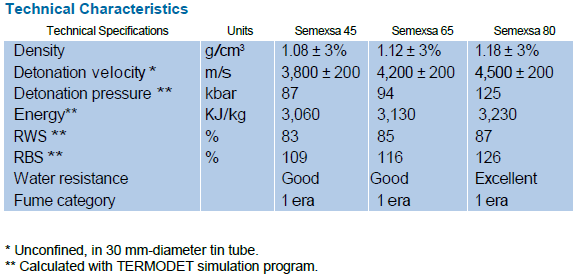 Technical Characteristics
Technical Specifications Units Semexsa 45 Semexsa 65 Semexsa 80
Density g/cm³ 1.08 ± 3% 1.12 ± 3% 1.18 ± 3%
Detonation velocity * m/s 3,800 ± 200 4,200 ± 200 4,500 ± 200
Detonation pressure ** kbar 87 94 125
Energy** KJ/kg 3,060 3,130 3,230
RWS ** % 83 85 87
RBS ** % 109 116 126
Water resistance Good Good Excellent
Fume category 1 era 1 era 1 era
* Unconfined, in 30 mm-diameter tin tube.
** Calculated with TERMODET simulation program.